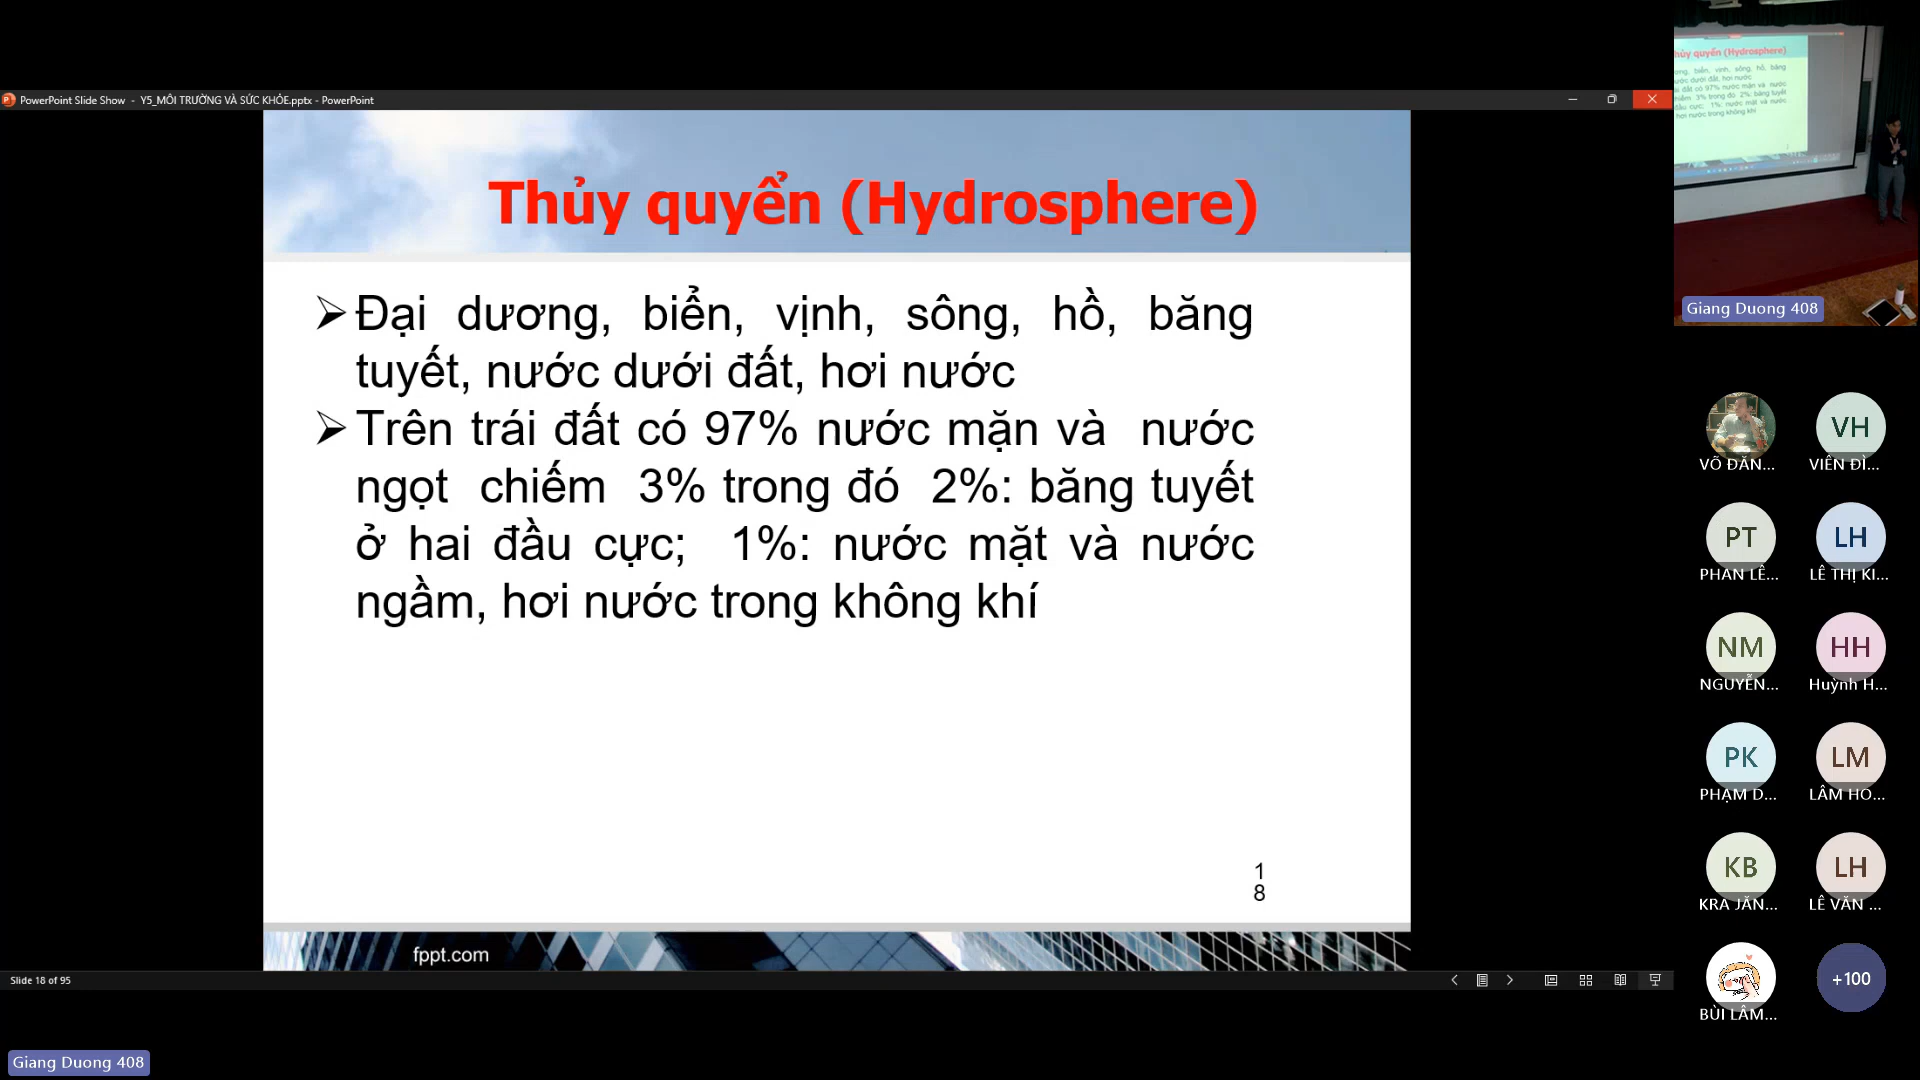 PowerPoint Slide Show - Y5_MÔI TRƯỜNG VÀ SỨC KHỎE.pptx - PowerPoint
Thủy quyển (Hydrosphere)
Đại dương, biển, vịnh, sông, hồ, băng
tuyết, nước dưới đất, hơi nước
Trên trái đất có 97% nước mặn và nước
ngọt chiếm 3% trong đó 2%: băng tuyết
ở hai đầu cực; 1%: nước mặt và nước
ngầm, hơi nước trong không khí
1
8
fppt.com
Slide 18 of 95
Giang Duong 408
Thủy quyển (Hydrosphere)
Giang Duong 408
VÕ ĐĂN...
VH
VIÊN ĐÌ...
PT
PHAN LÊ...
LH
LÊ THỊ KI...
NM
NGUYỄN...
HH
Huỳnh H...
PK
PHẠM D...
LM
LÂM HO...
KB
KRA JĂN...
LH
LÊ VĂN ...
BÙI LÂM...
+100